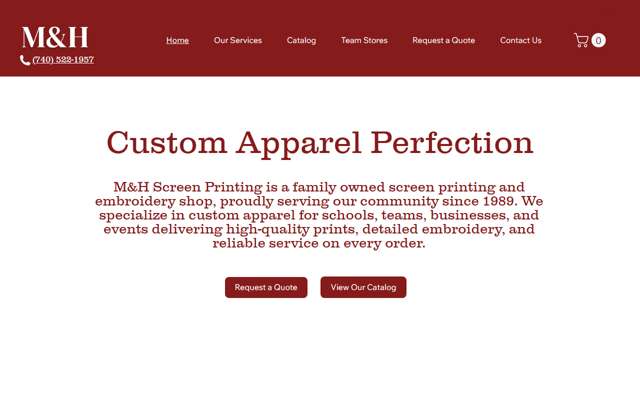 M&H
(740) 522-1957
Home
Our Services
Catalog
Team Stores
Request a Quote
Contact Us
0
Custom Apparel Perfection
M&H Screen Printing is a family owned screen printing and
embroidery shop, proudly serving our community since 1989. We
specialize in custom apparel for schools, teams, businesses, and
events delivering high-quality prints, detailed embroidery, and
reliable service on every order.
Request a Quote
View Our Catalog